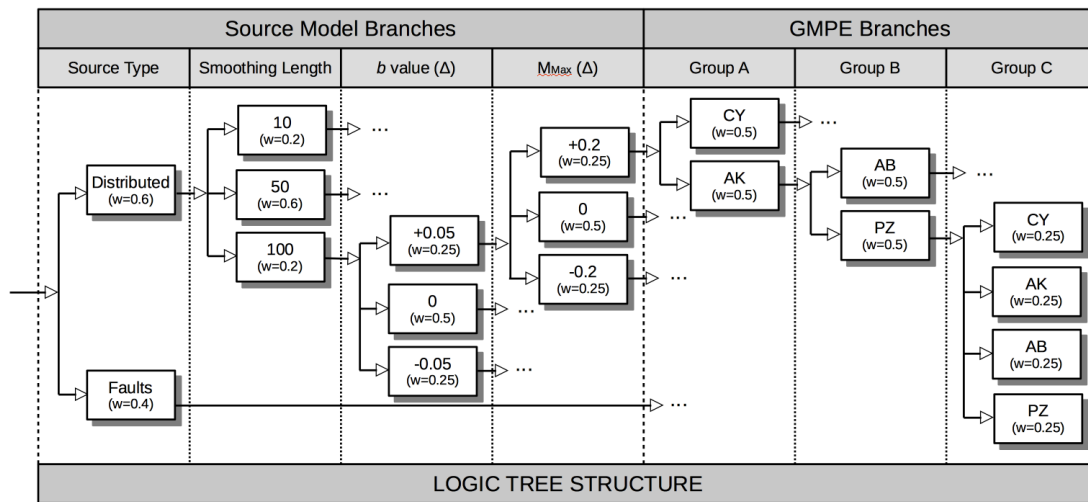 Source Model Branches
GMPE Branches
Source Type
Smoothing Length
b value (Δ)
MMax (Δ)
Group A
Group B
Group C
Distributed
(w=0.6)
Faults
(w=0.4)
10
(w=0.2)
...
50
(w=0.6)
...
100
(w=0.2)
+0.05
(w=0.25)
0
(w=0.5)
...
-0.05
(w=0.25)
...
+0.2
(w=0.25)
0
(w=0.5)
...
-0.2
(w=0.25)
...
...
CY
(w=0.5)
...
AK
(w=0.5)
AB
(w=0.5)
...
PZ
(w=0.5)
CY
(w=0.25)
AK
(w=0.25)
AB
(w=0.25)
PZ
(w=0.25)
LOGIC TREE STRUCTURE